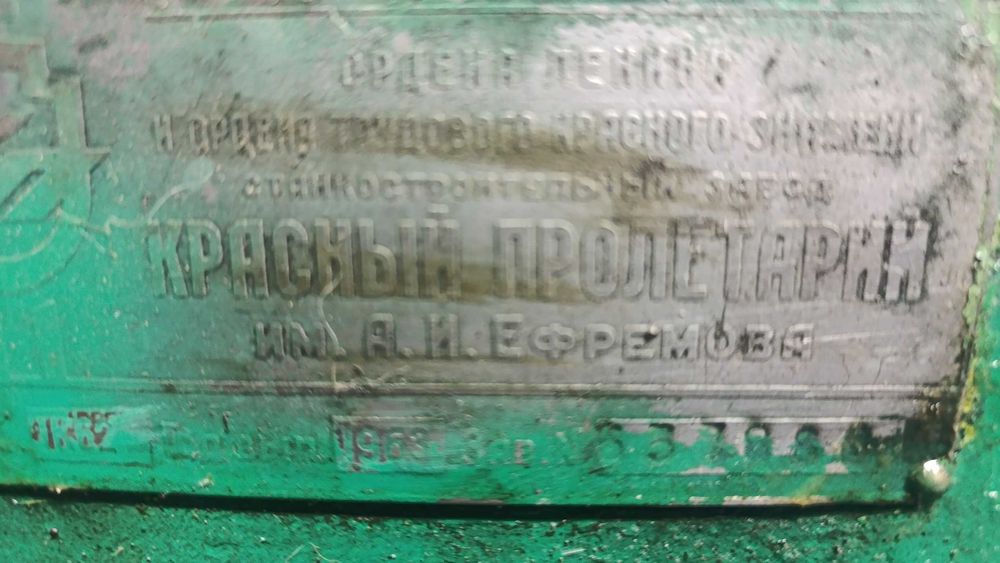 ОРДЕНА ЛЕНИНА
И ОРДЕНА ТРУДОВОГО КРАСНОГО ЗНАМЕНИ
СТАНКОСТРОИТЕЛЬНЫЙ ЗАВОД
КРАСНЫЙ ПРОЛЕТАРИЙ
ИМ. А. И. ЕФРЕМОВА